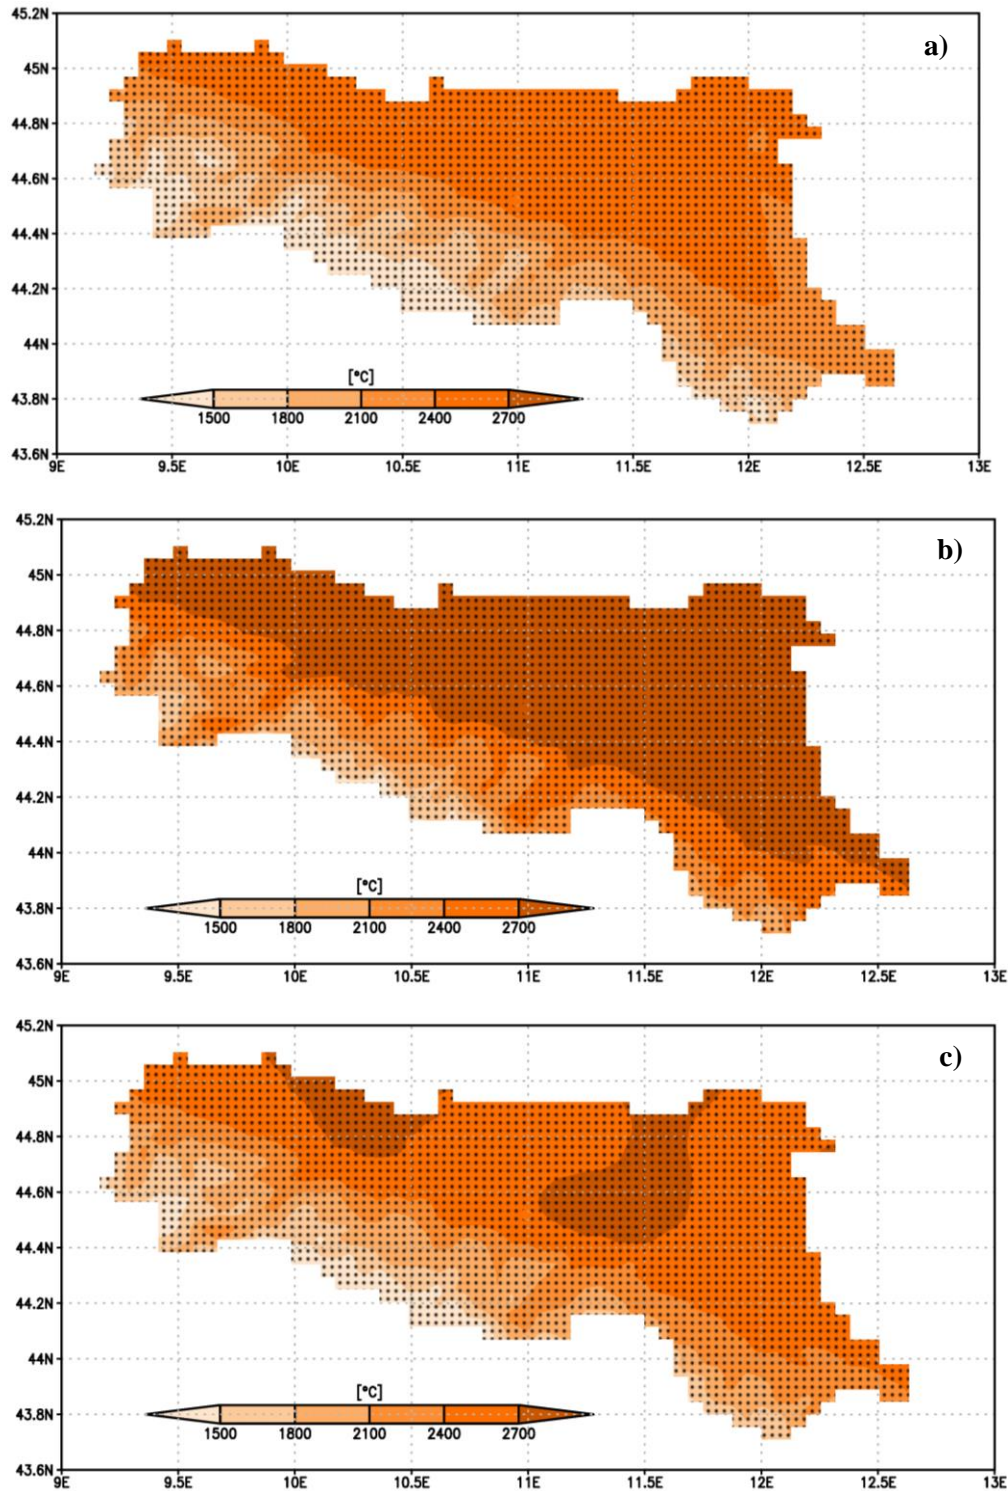 45.2N
a)
45N
44.8N
44.6N
44.4N
44.2N
44N
[°C]
43.8N
1500 1800 2100 2400 2700
43.6N
9E 9.5E 10E 10.5E 11E 11.5E 12E 12.5E 13E
45.2N
b)
45N
44.8N
44.6N
44.4N
44.2N
44N
[°C]
43.8N
1500 1800 2100 2400 2700
43.6N
9E 9.5E 10E 10.5E 11E 11.5E 12E 12.5E 13E
45.2N
c)
45N
44.8N
44.6N
44.4N
44.2N
44N
[°C]
43.8N
1500 1800 2100 2400 2700
43.6N
9E 9.5E 10E 10.5E 11E 11.5E 12E 12.5E 13E